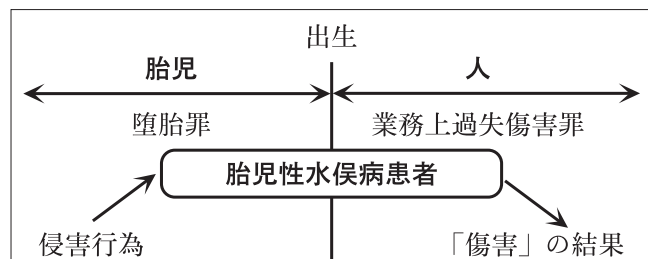 出生
胎児
人
堕胎罪
業務上過失傷害罪
胎児性水俣病患者
侵害行為
「傷害」の結果